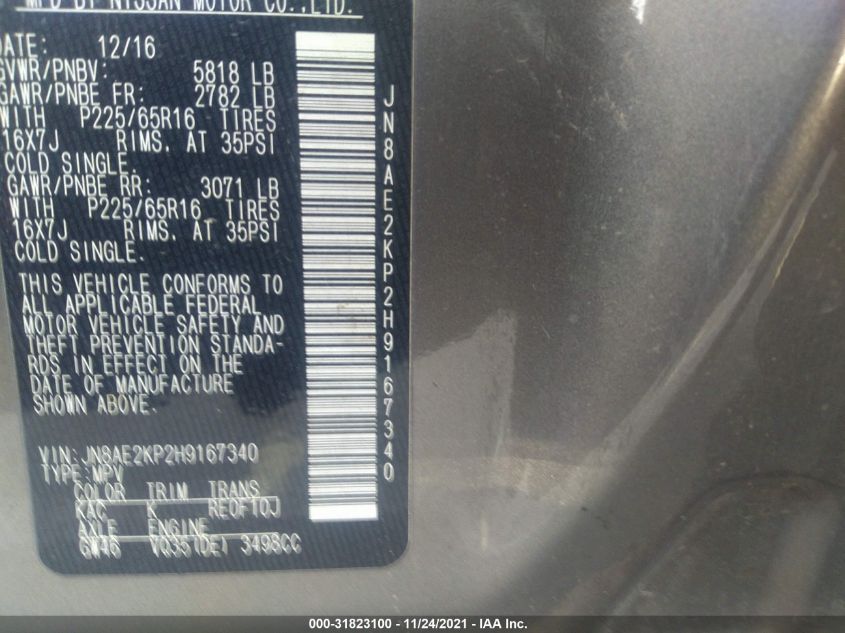 MFD BY NISSAN MOTOR CO.,LTD.
DATE: 12/16
GVWR/PNBV: 5818 LB
GAWR/PNBE FR: 2782 LB
WITH P225/65R16 TIRES
16X7J RIMS. AT 35PSI
COLD SINGLE.
GAWR/PNBE RR: 3071 LB
WITH P225/65R16 TIRES
16X7J RIMS. AT 35PSI
COLD SINGLE.
THIS VEHICLE CONFORMS TO
ALL APPLICABLE FEDERAL
MOTOR VEHICLE SAFETY AND
THEFT PREVENTION STANDA-
RDS IN EFFECT ON THE
DATE OF MANUFACTURE
SHOWN ABOVE.
VIN:JN8AE2KP2H9167340
TYPE:MPV
COLOR TRIM TRANS
KAC K RE0F10J
AXLE ENGINE
GW46 VQ35(DE) 3498CC
JN8AE2KP2H9167340
000-31823100 - 11/24/2021 - IAA Inc.